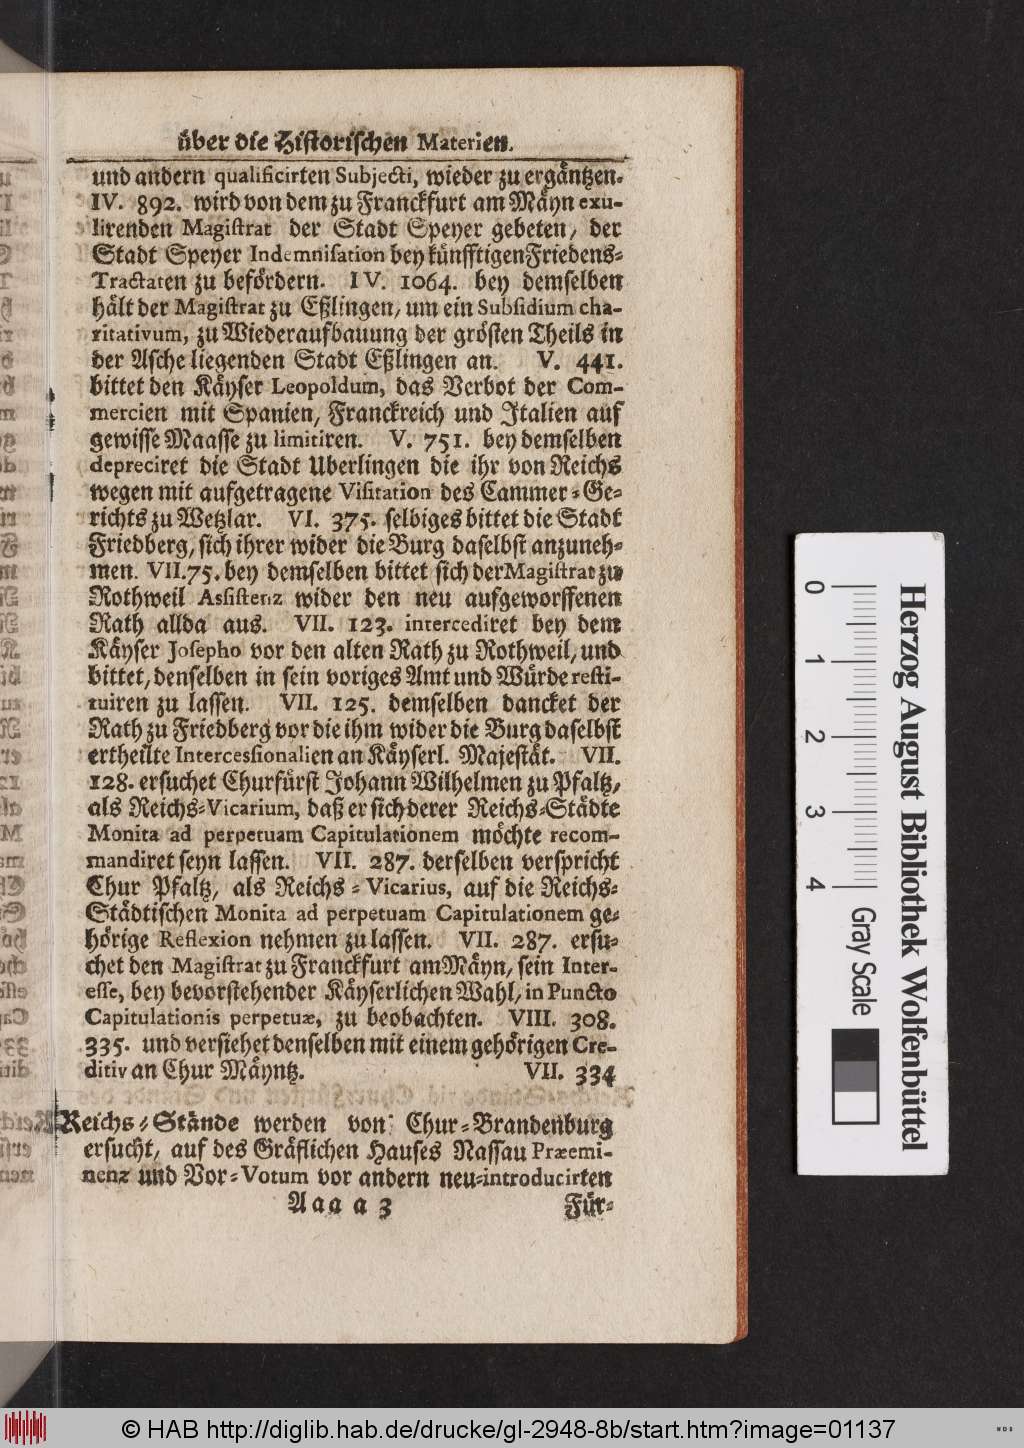 über die Historischen Materien.
und andern qualificirten Subjecti, wieder zu ergäntzen.
IV. 892. wird von dem zu Franckfurt am Mäyn exu-
lirenden Magistrat der Stadt Speyer gebeten, der
Stadt Speyer Indemnisation bey künfftigen Friedens-
Tractaten zu befördern. IV. 1064. bey demselben
hält der Magistrat zu Eßlingen, um ein Subsidium cha-
ritativum, zu Wiederaufbauung der grösten Theils in
der Asche liegenden Stadt Eßlingen an. V. 441.
bittet den Käyser Leopoldum, das Verbot der Com-
mercien mit Spanien, Franckreich und Italien auf
gewisse Maasse zu limitiren. V. 751. bey demselben
depreciret die Stadt Uberlingen die ihr von Reichs
wegen mit aufgetragene Visitation des Cammer-Ge-
richts zu Wetzlar. VI. 375. selbiges bittet die Stadt
Friedberg, sich ihrer wider die Burg daselbst anzuneh-
men. VII. 75. bey demselben bittet sich der Magistrat zu
Rothweil Assistenz wider den neu aufgeworffenen
Rath allda aus. VII. 123. intercediret bey dem
Käyser Josepho vor den alten Rath zu Rothweil, und
bittet, denselben in sein voriges Amt und Würde resti-
tuiren zu lassen. VII. 125. demselben dancket der
Rath zu Friedberg vor die ihm wider die Burg daselbst
ertheilte Intercessionalien an Käyserl. Majestät. VII.
128. ersuchet Churfürst Johann Wilhelmen zu Pfaltz,
als Reichs-Vicarium, daß er sich derer Reichs-Städte
Monita ad perpetuam Capitulationem möchte recom-
mandiret seyn lassen. VII. 287. derselben verspricht
Chur Pfaltz, als Reichs-Vicarius, auf die Reichs-
Städtischen Monita ad perpetuam Capitulationem ge-
hörige Reflexion nehmen zu lassen. VII. 287. ersu-
chet den Magistrat zu Franckfurt am Mäyn, sein Inter-
esse, bey bevorstehender Käyserlichen Wahl, in Puncto
Capitulationis perpetuæ, zu beobachten. VIII. 308.
335. und versiehet denselben mit einem gehörigen Cre-
ditiv an Chur Mäyntz. VII. 334
Reichs-Stände werden von Chur-Brandenburg
ersucht, auf des Gräflichen Hauses Nassau Præemi-
nenz und Vor-Votum vor andern neu-introducirten
Aaa a 3 Für-
0 1 2 3 4 Gray Scale
Herzog August Bibliothek Wolfenbüttel
© HAB http://diglib.hab.de/drucke/gl-2948-8b/start.htm?image=01137